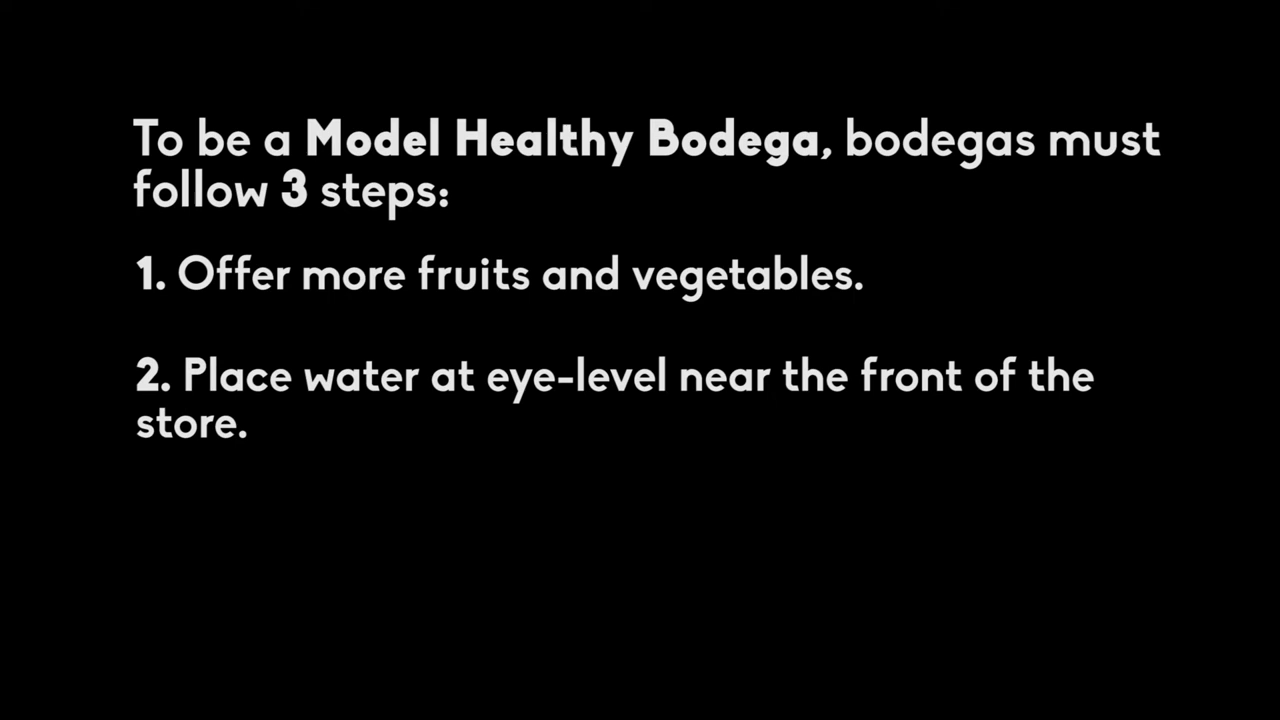 To be a Model Healthy Bodega, bodegas must
follow 3 steps:
1. Offer more fruits and vegetables.
2. Place water at eye-level near the front of the
store.